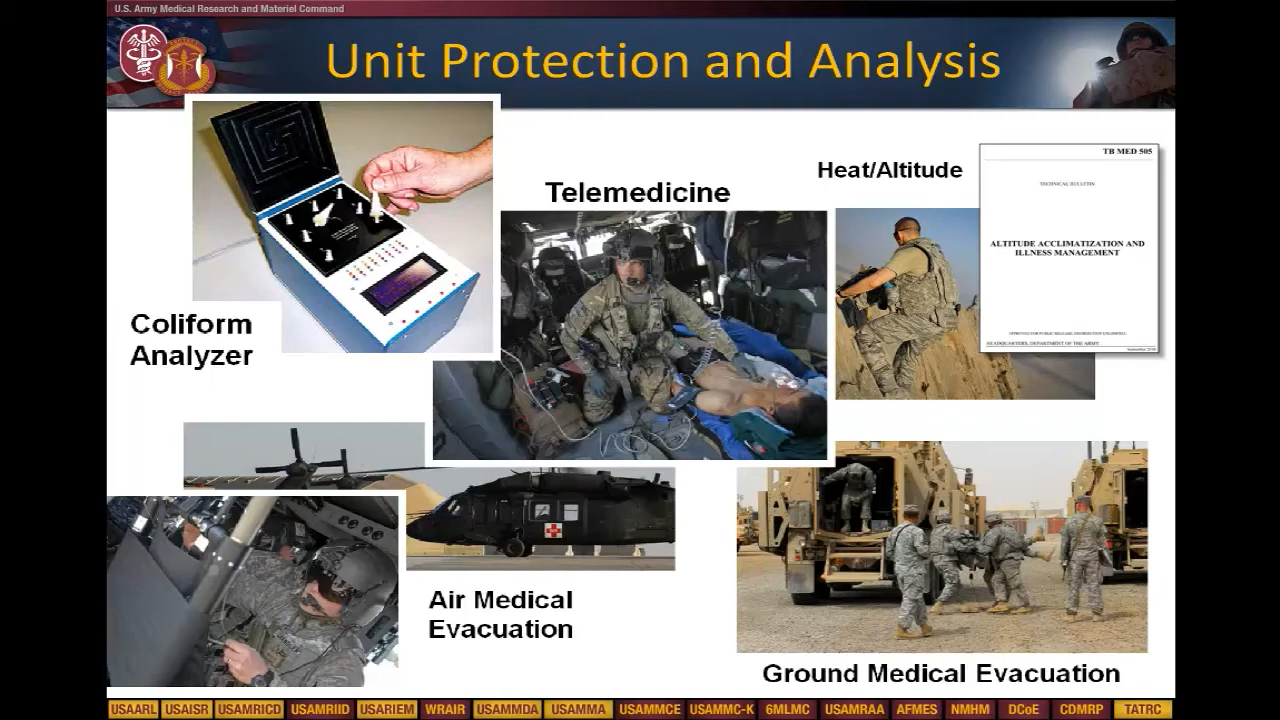 U.S. Army Medical Research and Materiel Command
Unit Protection and Analysis
Coliform
Analyzer
Telemedicine
Heat/Altitude
TB MED 505
TECHNICAL BULLETIN
ALTITUDE ACCLIMATIZATION AND
ILLNESS MANAGEMENT
APPROVED FOR PUBLIC RELEASE; DISTRIBUTION UNLIMITED
HEADQUARTERS, DEPARTMENT OF THE ARMY
Air Medical
Evacuation
Ground Medical Evacuation
USAARL USAISR USAMRICD USAMRIID USARIEM WRAIR USAMMDA USAMMA USAMMCE USAMMC-K 6MLMC USAMRAA AFMES NMHM DCoE CDMRP TATRC